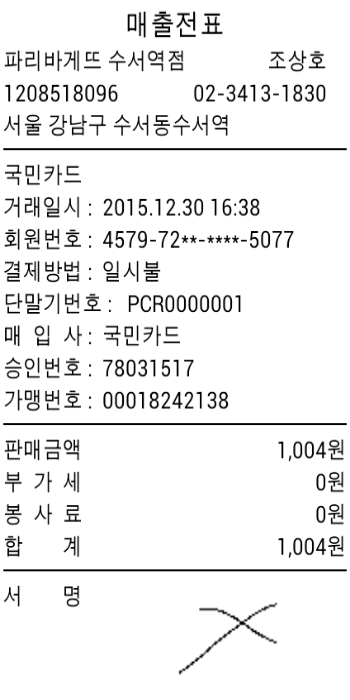 매출전표
파리바게뜨 수서역점 조상호
1208518096 02-3413-1830
서울 강남구 수서동수서역
국민카드
거래일시 : 2015.12.30 16:38
회원번호 : 4579-72**-****-5077
결제방법 : 일시불
단말기번호 : PCR0000001
매 입 사 : 국민카드
승인번호 : 78031517
가맹번호 : 00018242138
판매금액 1,004원
부 가 세 0원
봉 사 료 0원
합 계 1,004원
서 명